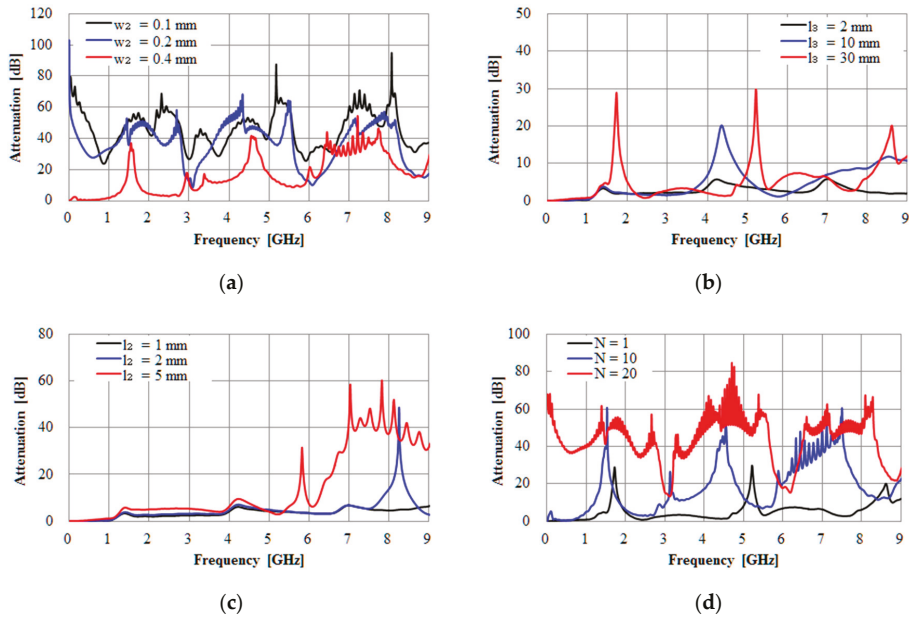 w₂ = 0.1 mm
w₂ = 0.2 mm
w₂ = 0.4 mm
Attenuation [dB]
120
100
80
60
40
20
0
0 1 2 3 4 5 6 7 8 9
Frequency [GHz]
(a)
l₃ = 2 mm
l₃ = 10 mm
l₃ = 30 mm
Attenuation [dB]
50
40
30
20
10
0
0 1 2 3 4 5 6 7 8 9
Frequency [GHz]
(b)
l₂ = 1 mm
l₂ = 2 mm
l₂ = 5 mm
Attenuation [dB]
80
60
40
20
0
0 1 2 3 4 5 6 7 8 9
Frequency [GHz]
(c)
N = 1
N = 10
N = 20
Attenuation [dB]
100
80
60
40
20
0
0 1 2 3 4 5 6 7 8 9
Frequency [GHz]
(d)